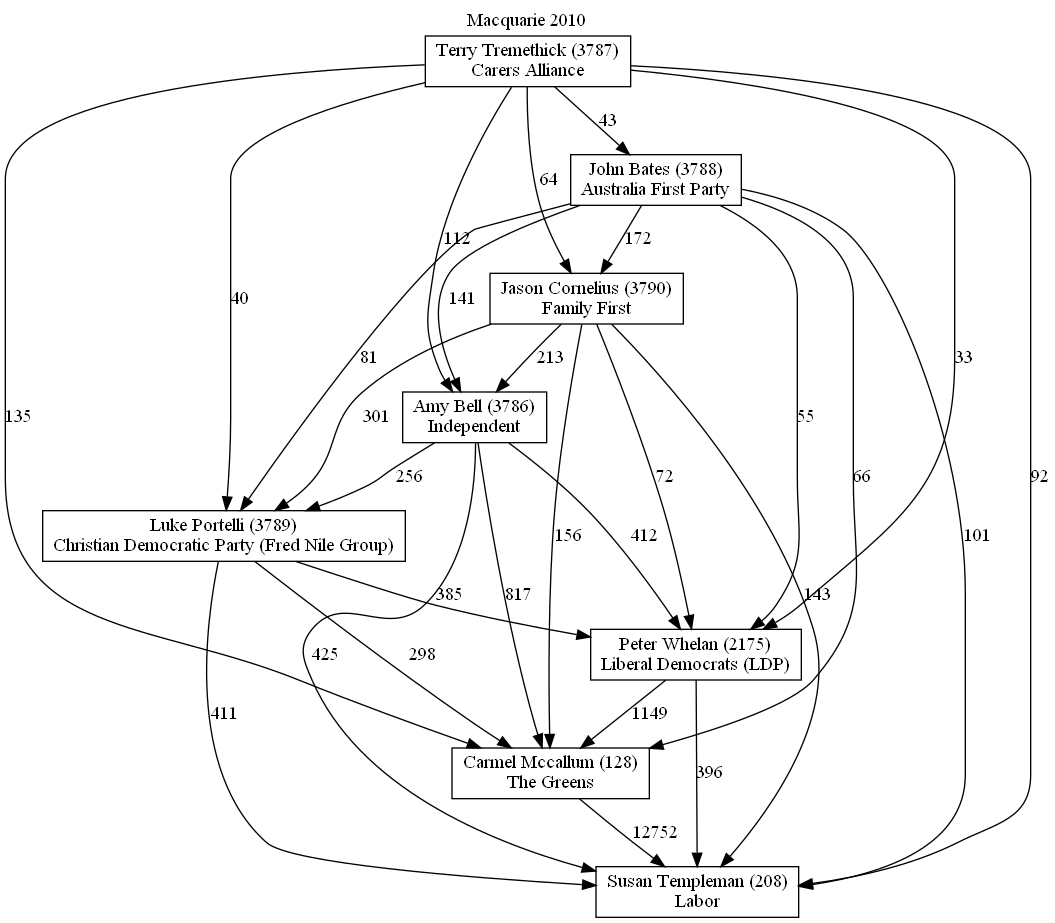 Macquarie 2010
Terry Tremethick (3787)
Carers Alliance
43
John Bates (3788)
Australia First Party
64
112
172
Jason Cornelius (3790)
Family First
40
141
81
213
33
301
Amy Bell (3786)
Independent
135
55
256
72
66
92
Luke Portelli (3789)
Christian Democratic Party (Fred Nile Group)
156
412
101
385
817
143
Peter Whelan (2175)
Liberal Democrats (LDP)
425
298
411
1149
Carmel Mccallum (128)
The Greens
396
12752
Susan Templeman (208)
Labor